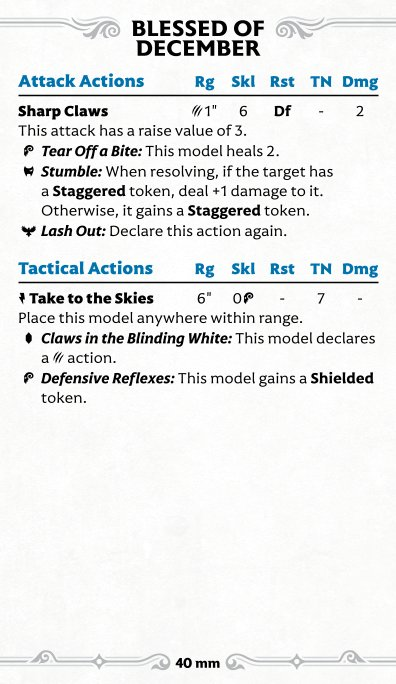 BLESSED OF
DECEMBER
Attack Actions Rg Skl Rst TN Dmg
Sharp Claws 1" 6 Df - 2
This attack has a raise value of 3.
Tear Off a Bite: This model heals 2.
Stumble: When resolving, if the target has
a Staggered token, deal +1 damage to it.
Otherwise, it gains a Staggered token.
Lash Out: Declare this action again.
Tactical Actions Rg Skl Rst TN Dmg
Take to the Skies 6" 0 - 7 -
Place this model anywhere within range.
Claws in the Blinding White: This model declares
a action.
Defensive Reflexes: This model gains a Shielded
token.
40 mm